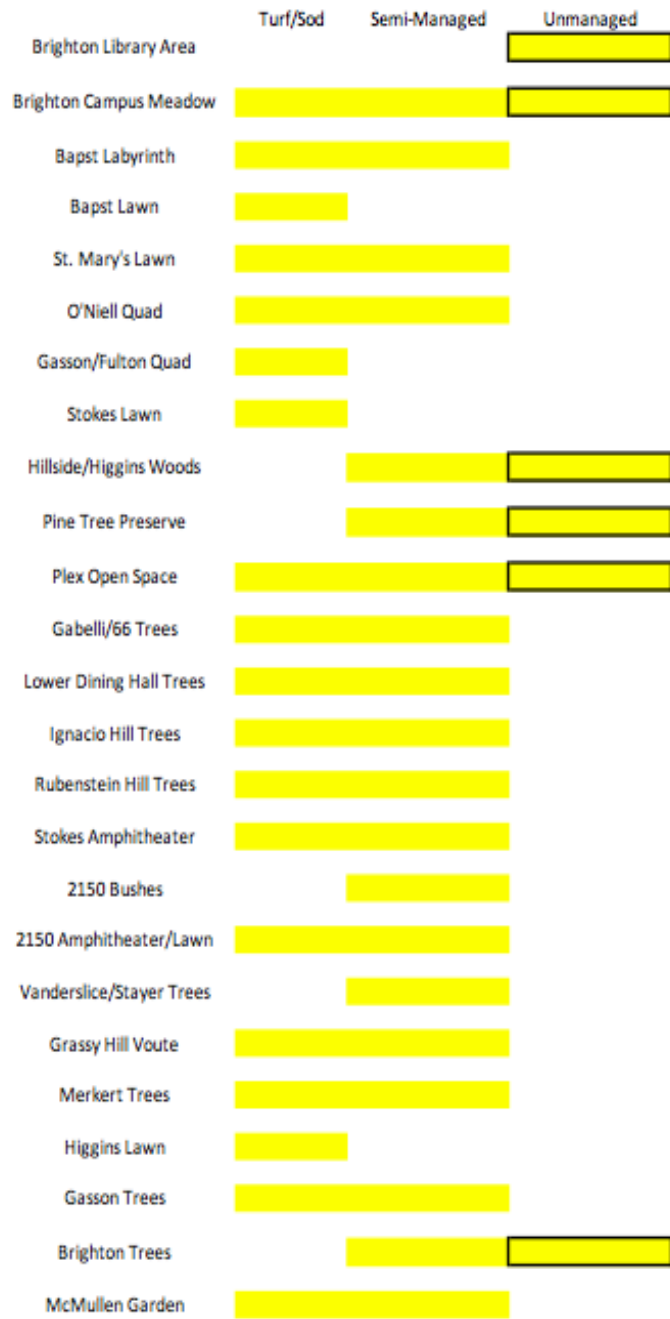 Turf/Sod Semi-Managed Unmanaged
Brighton Library Area
Brighton Campus Meadow
Bapst Labyrinth
Bapst Lawn
St. Mary's Lawn
O'Niell Quad
Gasson/Fulton Quad
Stokes Lawn
Hillside/Higgins Woods
Pine Tree Preserve
Plex Open Space
Gabelli/66 Trees
Lower Dining Hall Trees
Ignacio Hill Trees
Rubenstein Hill Trees
Stokes Amphitheater
2150 Bushes
2150 Amphitheater/Lawn
Vanderslice/Stayer Trees
Grassy Hill Voute
Merkert Trees
Higgins Lawn
Gasson Trees
Brighton Trees
McMullen Garden